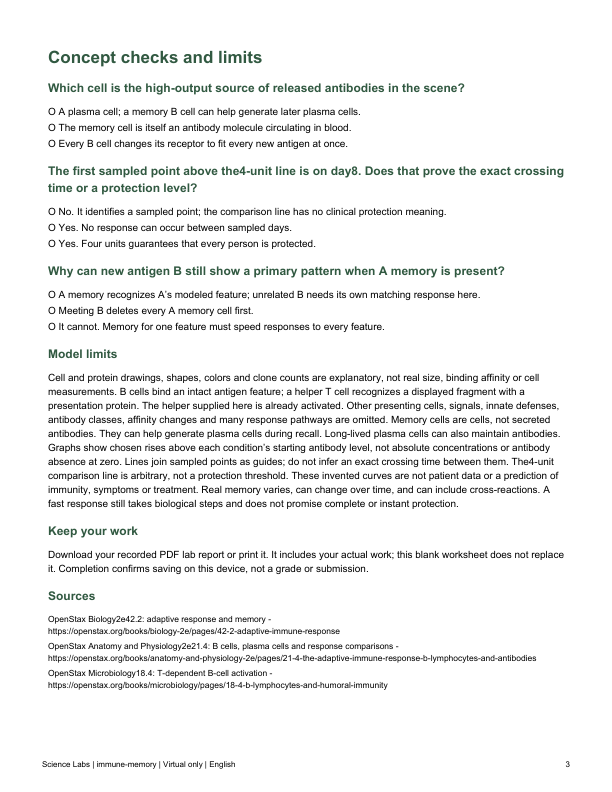 Concept checks and limits
Which cell is the high-output source of released antibodies in the scene?
O A plasma cell; a memory B cell can help generate later plasma cells.
O The memory cell is itself an antibody molecule circulating in blood.
O Every B cell changes its receptor to fit every new antigen at once.
The first sampled point above the4-unit line is on day8. Does that prove the exact crossing
time or a protection level?
O No. It identifies a sampled point; the comparison line has no clinical protection meaning.
O Yes. No response can occur between sampled days.
O Yes. Four units guarantees that every person is protected.
Why can new antigen B still show a primary pattern when A memory is present?
O A memory recognizes A's modeled feature; unrelated B needs its own matching response here.
O Meeting B deletes every A memory cell first.
O It cannot. Memory for one feature must speed responses to every feature.
Model limits
Cell and protein drawings, shapes, colors and clone counts are explanatory, not real size, binding affinity or cell
measurements. B cells bind an intact antigen feature; a helper T cell recognizes a displayed fragment with a
presentation protein. The helper supplied here is already activated. Other presenting cells, signals, innate defenses,
antibody classes, affinity changes and many response pathways are omitted. Memory cells are cells, not secreted
antibodies. They can help generate plasma cells during recall. Long-lived plasma cells can also maintain antibodies.
Graphs show chosen rises above each condition's starting antibody level, not absolute concentrations or antibody
absence at zero. Lines join sampled points as guides; do not infer an exact crossing time between them. The4-unit
comparison line is arbitrary, not a protection threshold. These invented curves are not patient data or a prediction of
immunity, symptoms or treatment. Real memory varies, can change over time, and can include cross-reactions. A
fast response still takes biological steps and does not promise complete or instant protection.
Keep your work
Download your recorded PDF lab report or print it. It includes your actual work; this blank worksheet does not replace
it. Completion confirms saving on this device, not a grade or submission.
Sources
OpenStax Biology2e42.2: adaptive response and memory -
https://openstax.org/books/biology-2e/pages/42-2-adaptive-immune-response
OpenStax Anatomy and Physiology2e21.4: B cells, plasma cells and response comparisons -
https://openstax.org/books/anatomy-and-physiology-2e/pages/21-4-the-adaptive-immune-response-b-lymphocytes-and-antibodies
OpenStax Microbiology18.4: T-dependent B-cell activation -
https://openstax.org/books/microbiology/pages/18-4-b-lymphocytes-and-humoral-immunity
Science Labs | immune-memory | Virtual only | English 3